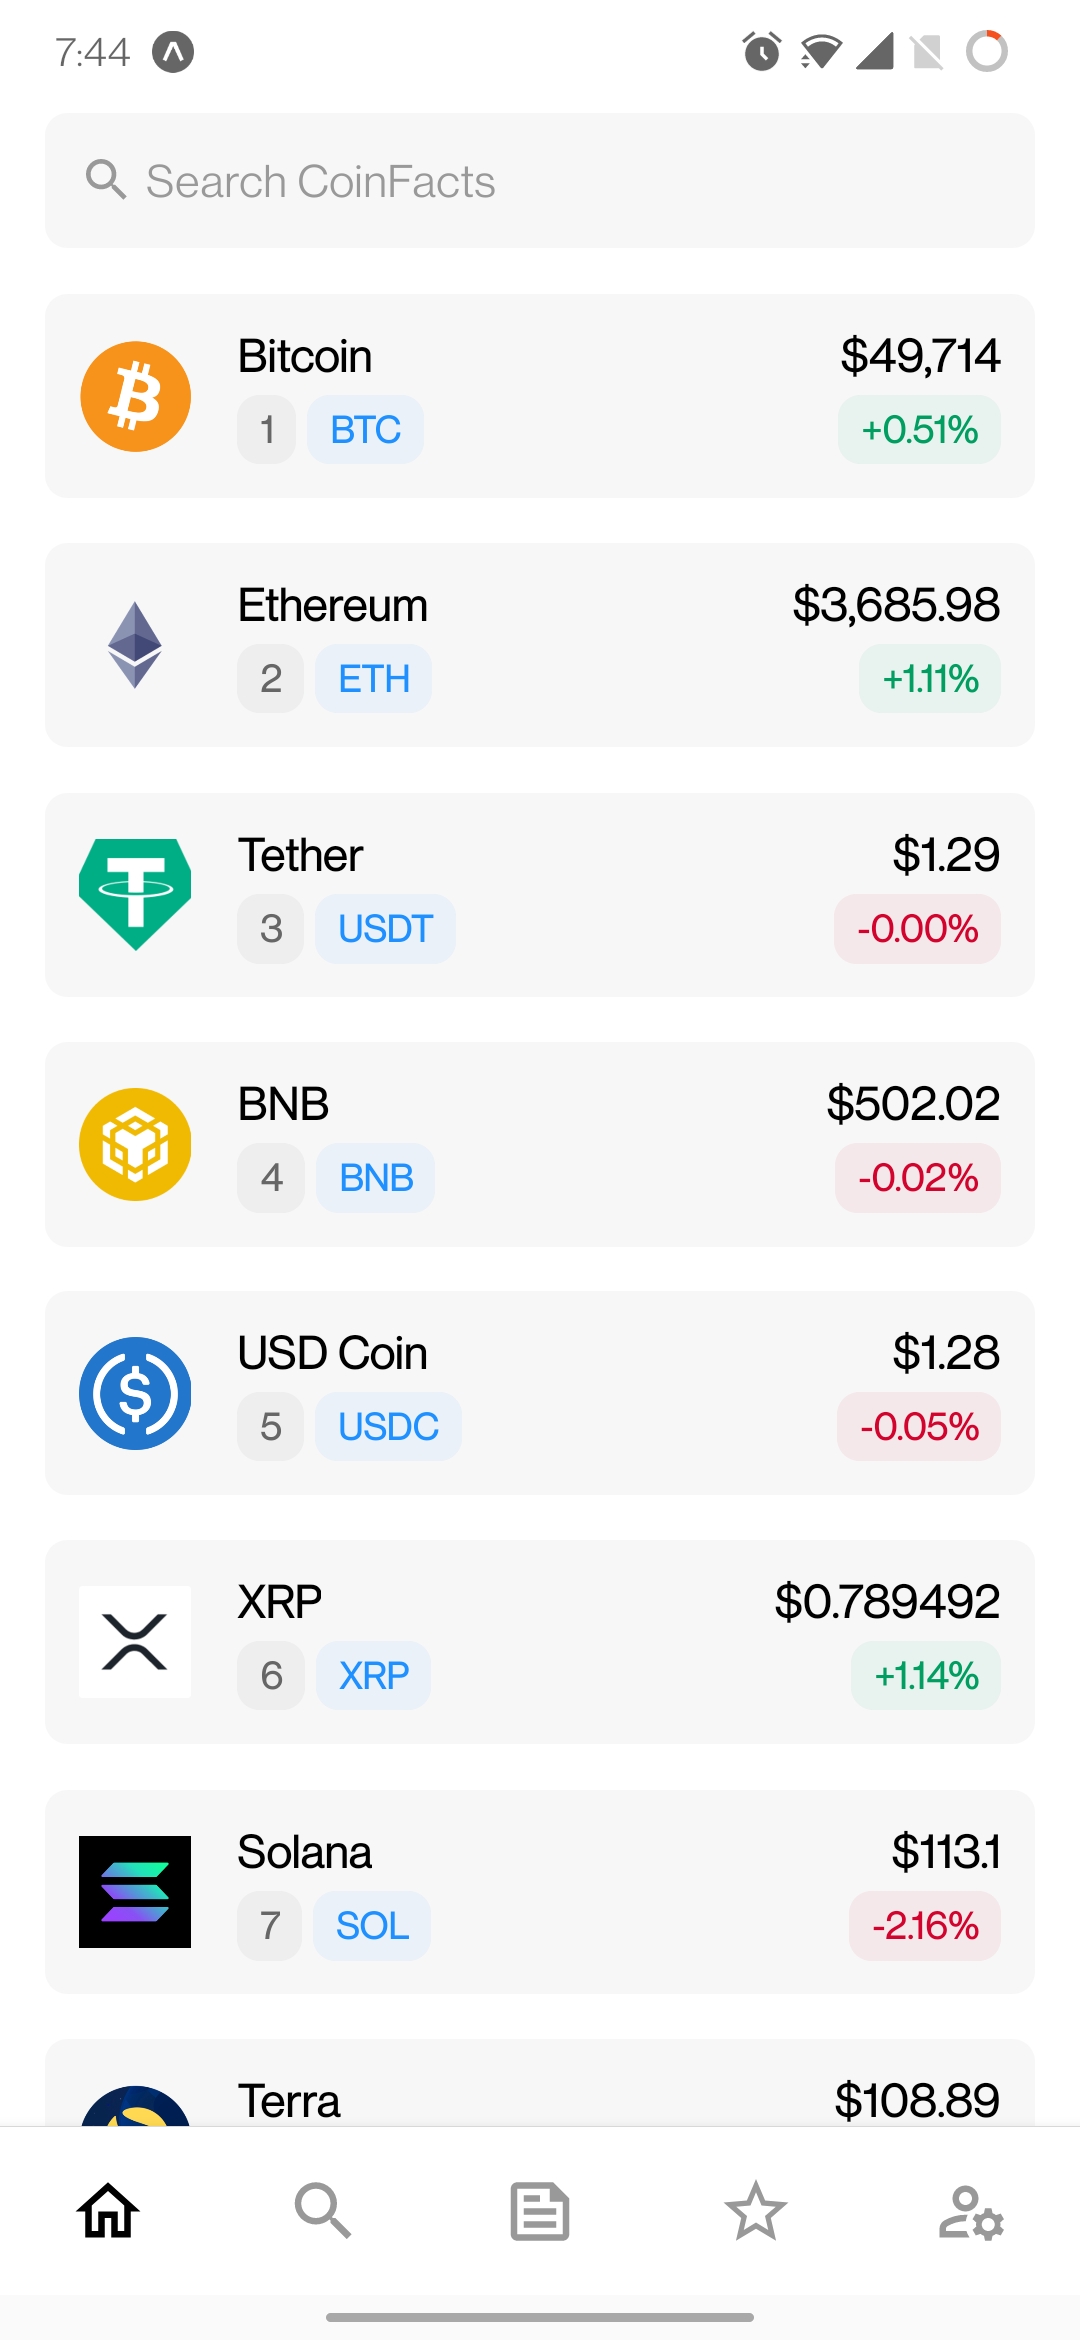 7:44
Search CoinFacts
Bitcoin $49,714
1 BTC +0.51%
Ethereum $3,685.98
2 ETH +1.11%
Tether $1.29
3 USDT -0.00%
BNB $502.02
4 BNB -0.02%
USD Coin $1.28
5 USDC -0.05%
XRP $0.789492
6 XRP +1.14%
Solana $113.1
7 SOL -2.16%
Terra $108.89